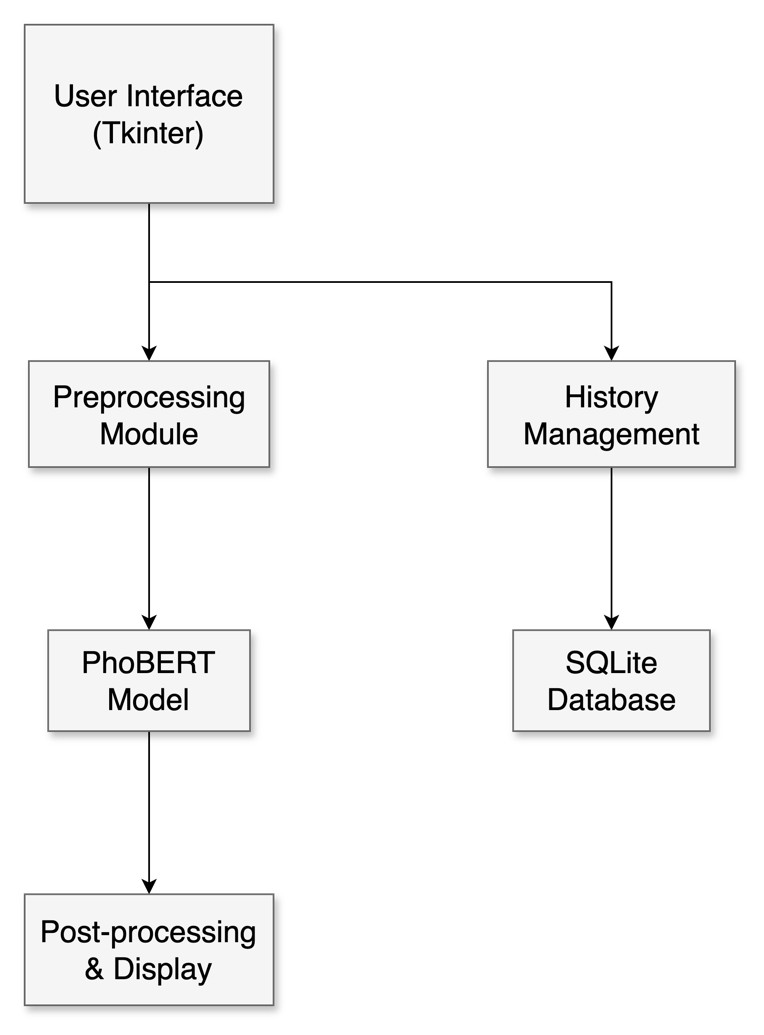 User Interface
(Tkinter)
Preprocessing
Module
History
Management
PhoBERT
Model
SQLite
Database
Post-processing
& Display